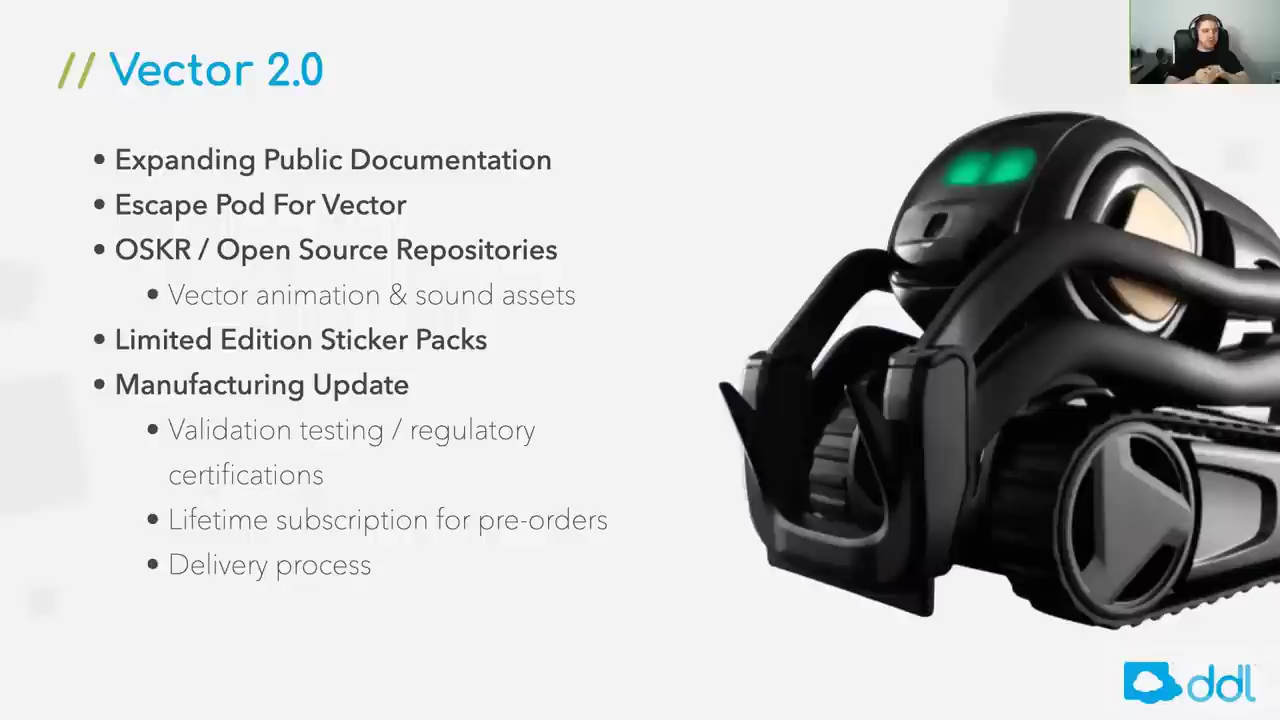 // Vector 2.0
• Expanding Public Documentation
• Escape Pod For Vector
• OSKR / Open Source Repositories
• Vector animation & sound assets
• Limited Edition Sticker Packs
• Manufacturing Update
• Validation testing / regulatory
certifications
• Lifetime subscription for pre-orders
• Delivery process
ddl